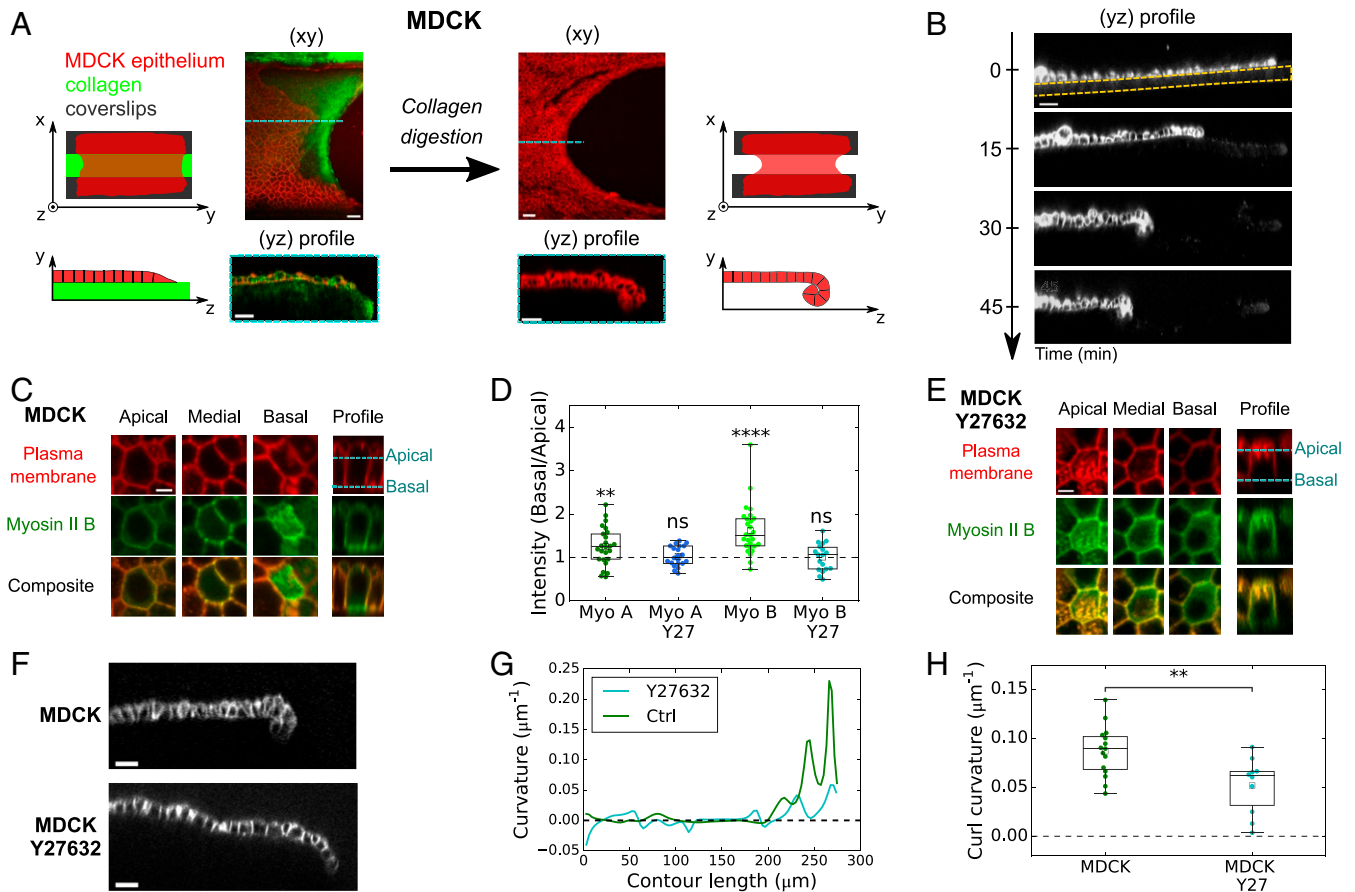 A
MDCK
MDCK epithelium
collagen
coverslips
(xy)
Collagen
digestion
(xy)
x
z
y
x
z
y
(yz) profile
(yz) profile
y
z
y
z
B
(yz) profile
0
15
30
45
Time (min)
C
MDCK
Apical
Medial
Basal
Profile
Plasma
membrane
Apical
Basal
Myosin II B
Composite
D
Intensity (Basal/Apical)
4
3
2
1
0
**
ns
****
ns
Myo A
Myo A
Y27
Myo B
Myo B
Y27
E
MDCK
Y27632
Apical
Medial
Basal
Profile
Plasma
membrane
Apical
Basal
Myosin II B
Composite
F
MDCK
MDCK
Y27632
G
Curvature (μm⁻¹)
0.25
0.20
0.15
0.10
0.05
0.00
−0.05
Y27632
Ctrl
0
50
100
150
200
250
300
Contour length (μm)
H
Curl curvature (μm⁻¹)
0.15
0.10
0.05
0.00
**
MDCK
MDCK
Y27